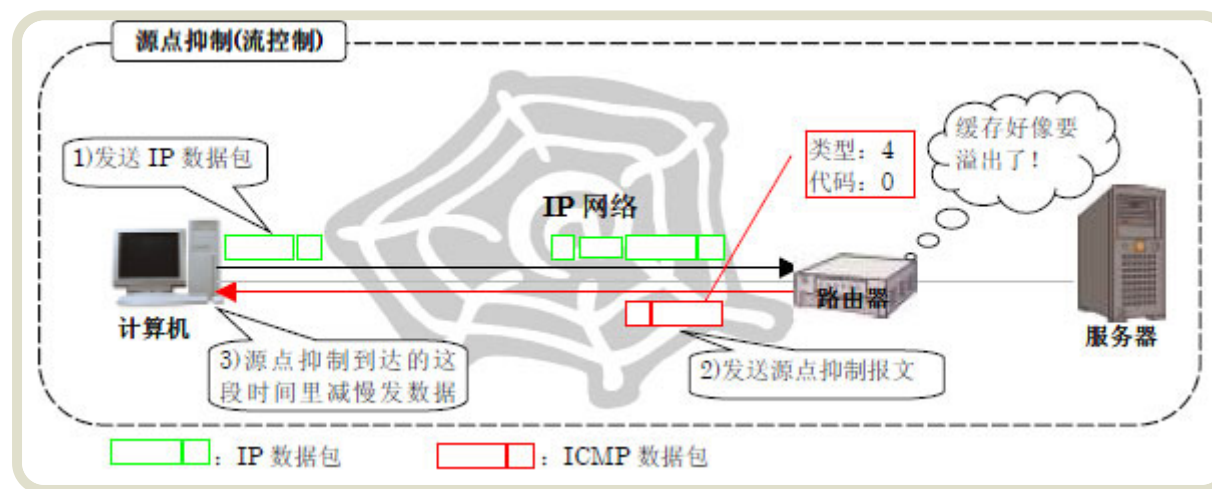 源点抑制(流控制)
1)发送 IP 数据包
IP 网络
类型：4
代码：0
缓存好像要
溢出了！
计算机
路由器
服务器
3)源点抑制到达的这
段时间里减慢发数据
2)发送源点抑制报文
：IP 数据包
：ICMP 数据包